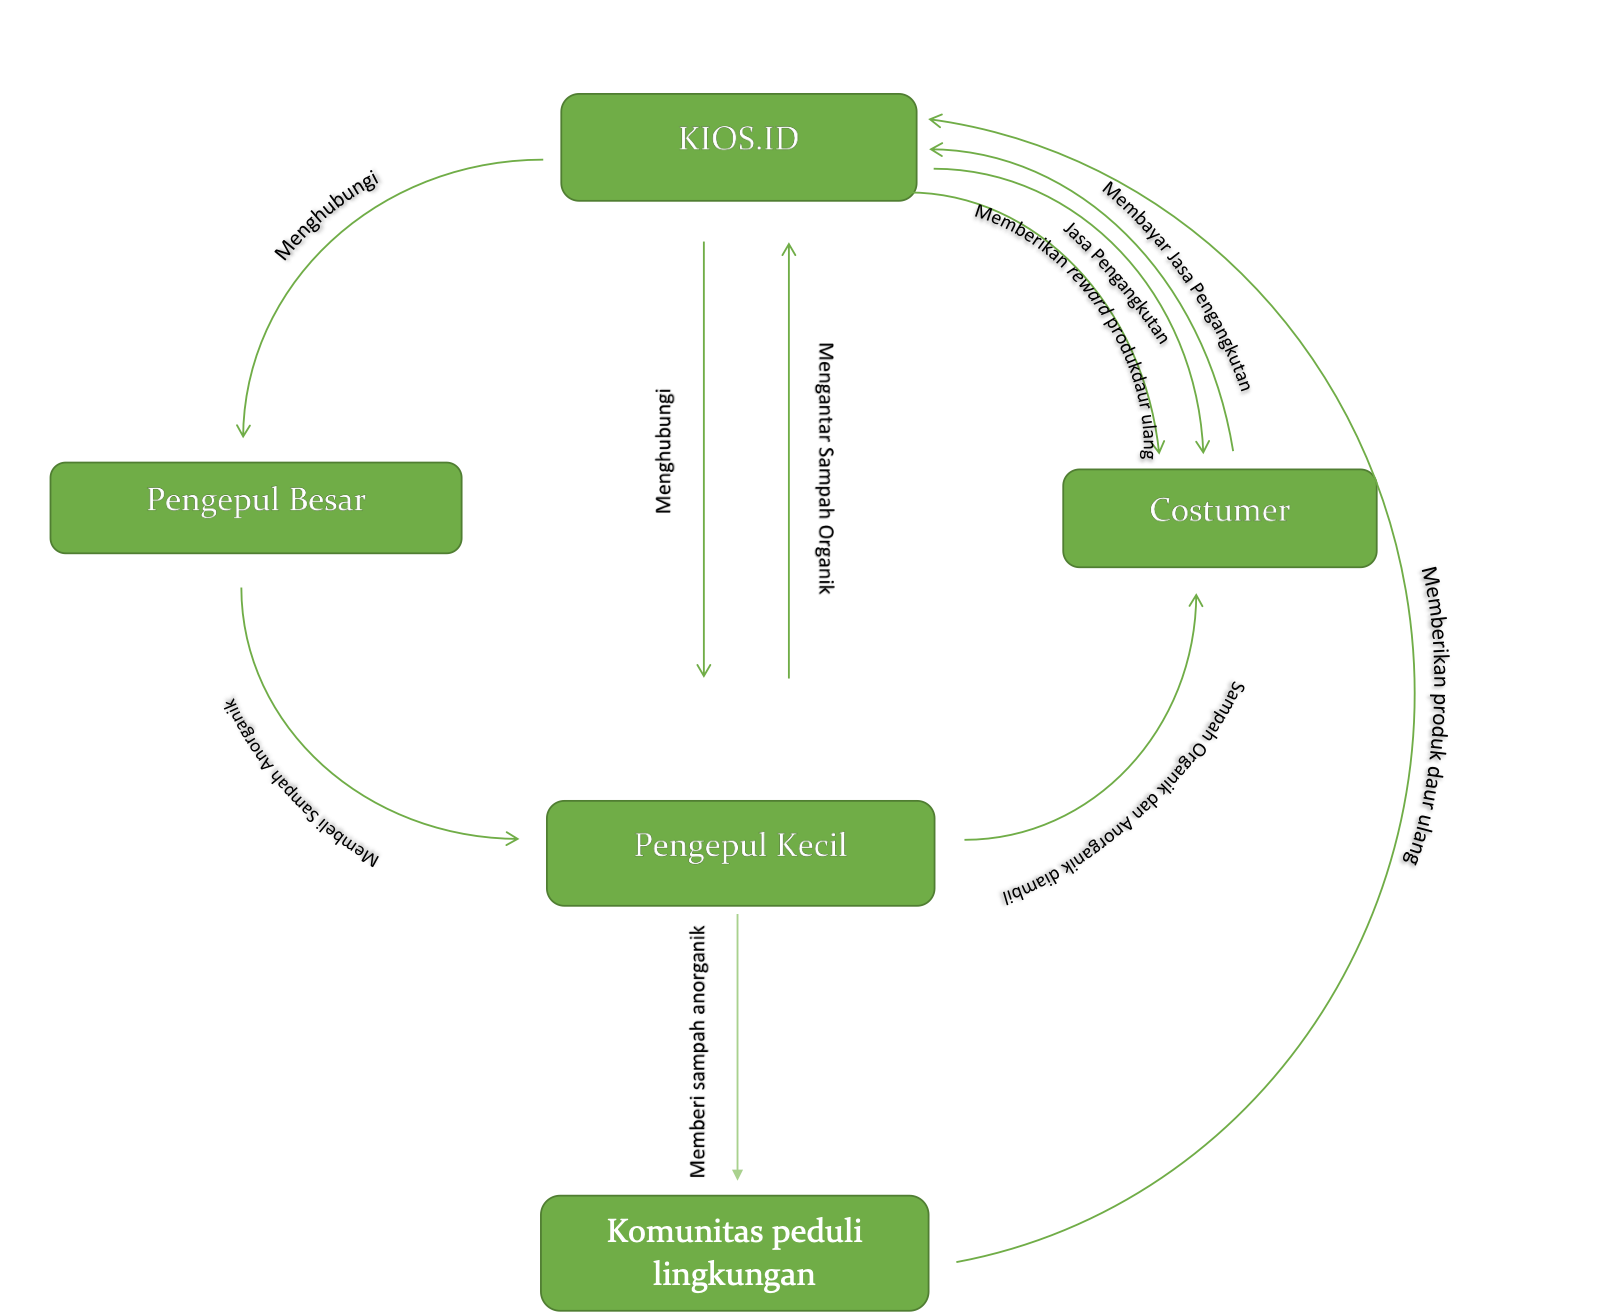 KIOS.ID
Menghubungi
Membayar Jasa Pengangkutan
Jasa Pengangkutan
Memberikan reward produkdaur ulang
Menghubungi
Mengantar Sampah Organik
Pengepul Besar
Costumer
Memberikan produk daur ulang
Membeli Sampah Anorganik
Sampah Organik dan Anorganik diambil
Pengepul Kecil
Memberi sampah anorganik
Komunitas peduli
lingkungan